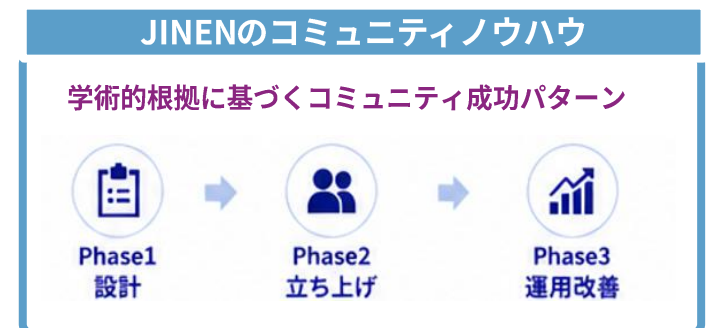 JINENのコミュニティノウハウ
学術的根拠に基づくコミュニティ成功パターン
Phase1
設計
Phase2
立ち上げ
Phase3
運用改善